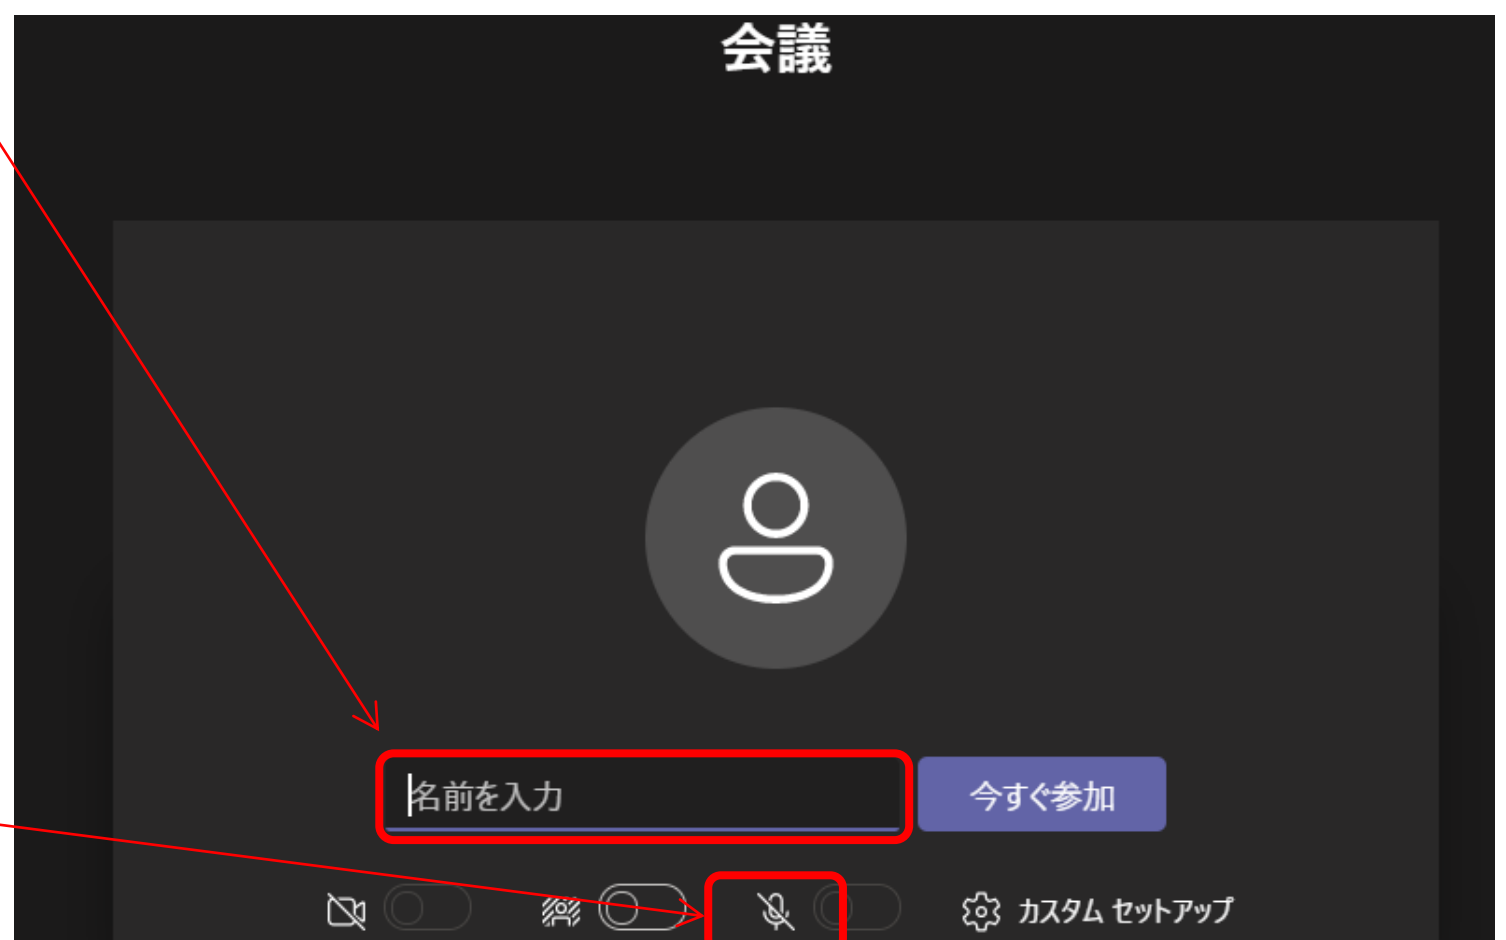 会議
名前を入力
今すぐ参加
カスタム セットアップ